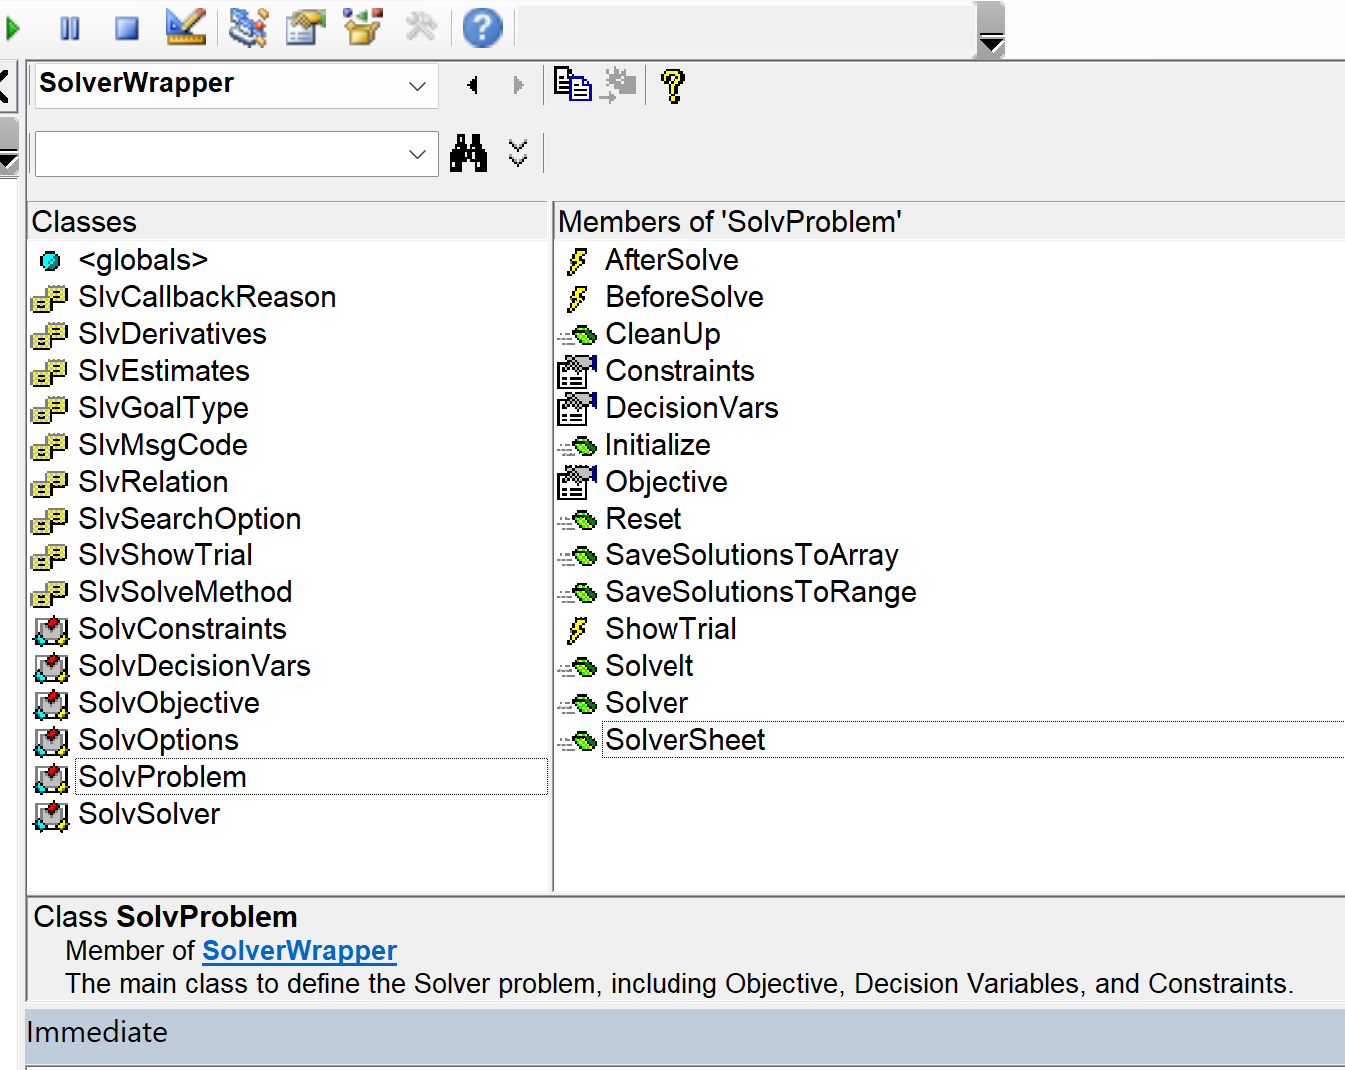 SolverWrapper
Classes
Members of 'SolvProblem'
<globals>
SlvCallbackReason
SlvDerivatives
SlvEstimates
SlvGoalType
SlvMsgCode
SlvRelation
SlvSearchOption
SlvShowTrial
SlvSolveMethod
SolvConstraints
SolvDecisionVars
SolvObjective
SolvOptions
SolvProblem
SolvSolver
AfterSolve
BeforeSolve
CleanUp
Constraints
DecisionVars
Initialize
Objective
Reset
SaveSolutionsToArray
SaveSolutionsToRange
ShowTrial
SolveIt
Solver
SolverSheet
Class SolvProblem
Member of SolverWrapper
The main class to define the Solver problem, including Objective, Decision Variables, and Constraints.
Immediate